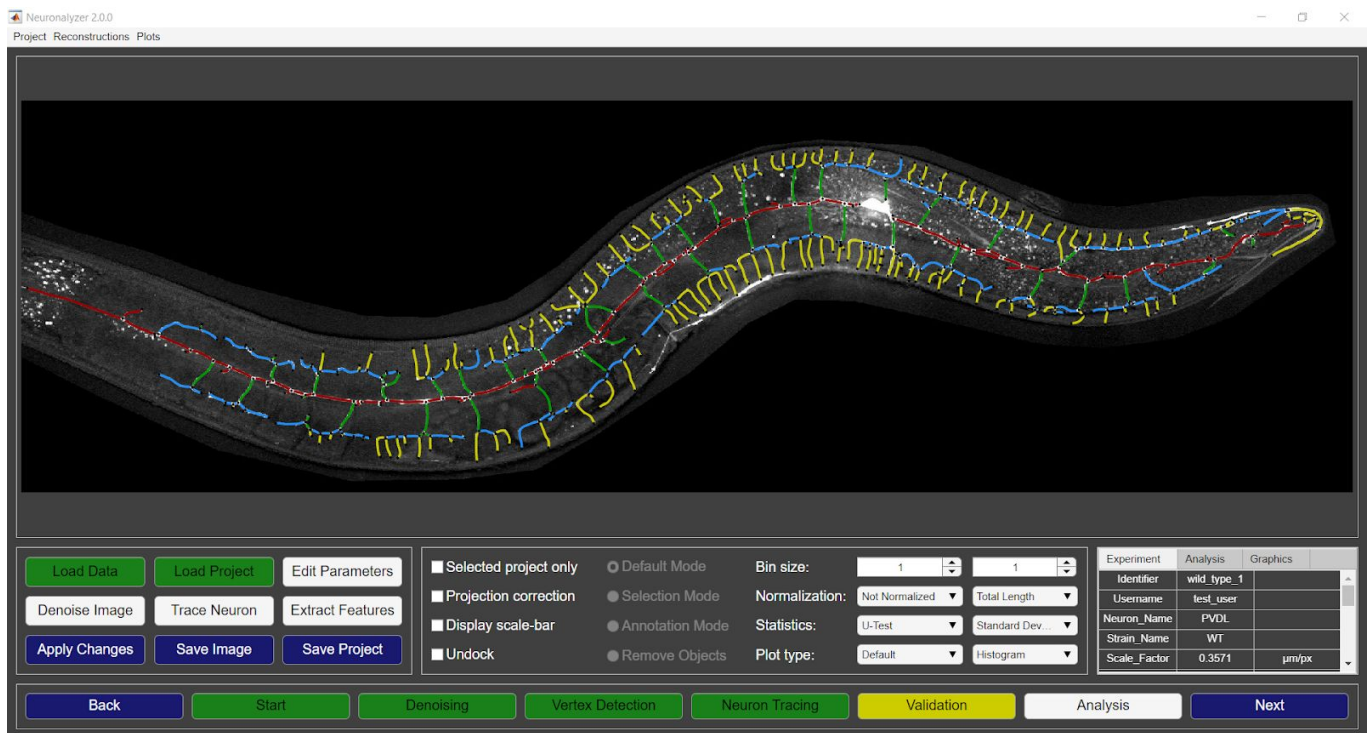 Neuronalyzer 2.0.0
Project Reconstructions Plots
Load Data Load Project Edit Parameters
Denoise Image Trace Neuron Extract Features
Apply Changes Save Image Save Project
Selected project only Default Mode Bin size: 1 1
Projection correction Selection Mode Normalization: Not Normalized Total Length
Display scale-bar Annotation Mode Statistics: U-Test Standard Dev...
Undock Remove Objects Plot type: Default Histogram
Experiment Analysis Graphics
Identifier wild_type_1
Username test_user
Neuron_Name PVDL
Strain_Name WT
Scale_Factor 0.3571 µm/px
Back Start Denoising Vertex Detection Neuron Tracing Validation Analysis Next